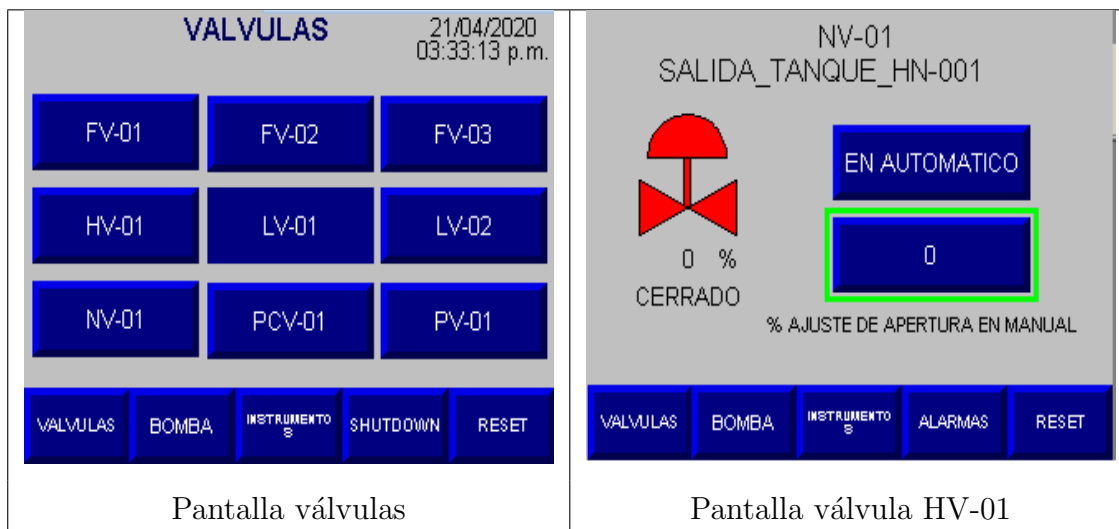 VALVULAS
21/04/2020
03:33:13 p.m.
FV-01
FV-02
FV-03
HV-01
LV-01
LV-02
NV-01
PCV-01
PV-01
VALVULAS
BOMBA
INSTRUMENTO
S
SHUTDOWN
RESET
Pantalla válvulas
NV-01
SALIDA_TANQUE_HN-001
EN AUTOMATICO
0
0 %
CERRADO
% AJUSTE DE APERTURA EN MANUAL
VALVULAS
BOMBA
INSTRUMENTO
S
ALARMAS
RESET
Pantalla válvula HV-01